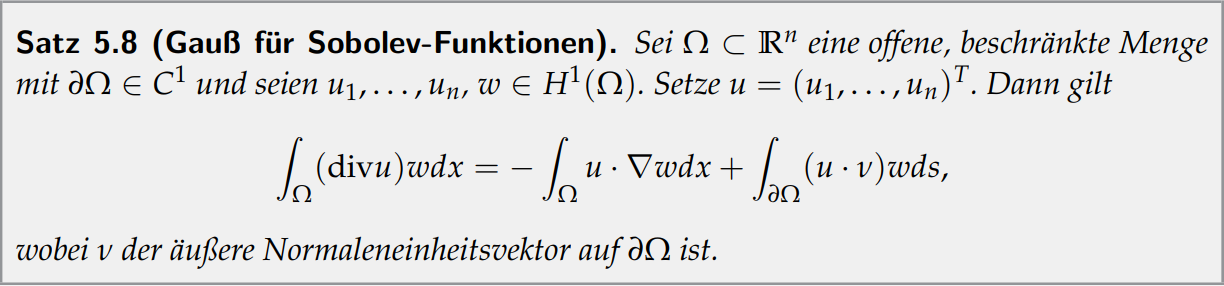 Satz 5.8 (Gauß für Sobolev-Funktionen). Sei Ω ⊂ ℝⁿ eine offene, beschränkte Menge
mit ∂Ω ∈ C¹ und seien u₁, . . . , uₙ, w ∈ H¹(Ω). Setze u = (u₁, . . . , uₙ)ᵀ. Dann gilt
∫_Ω (divu)wdx = − ∫_Ω u · ∇wdx + ∫_∂Ω (u · ν)wds,
wobei ν der äußere Normaleneinheitsvektor auf ∂Ω ist.